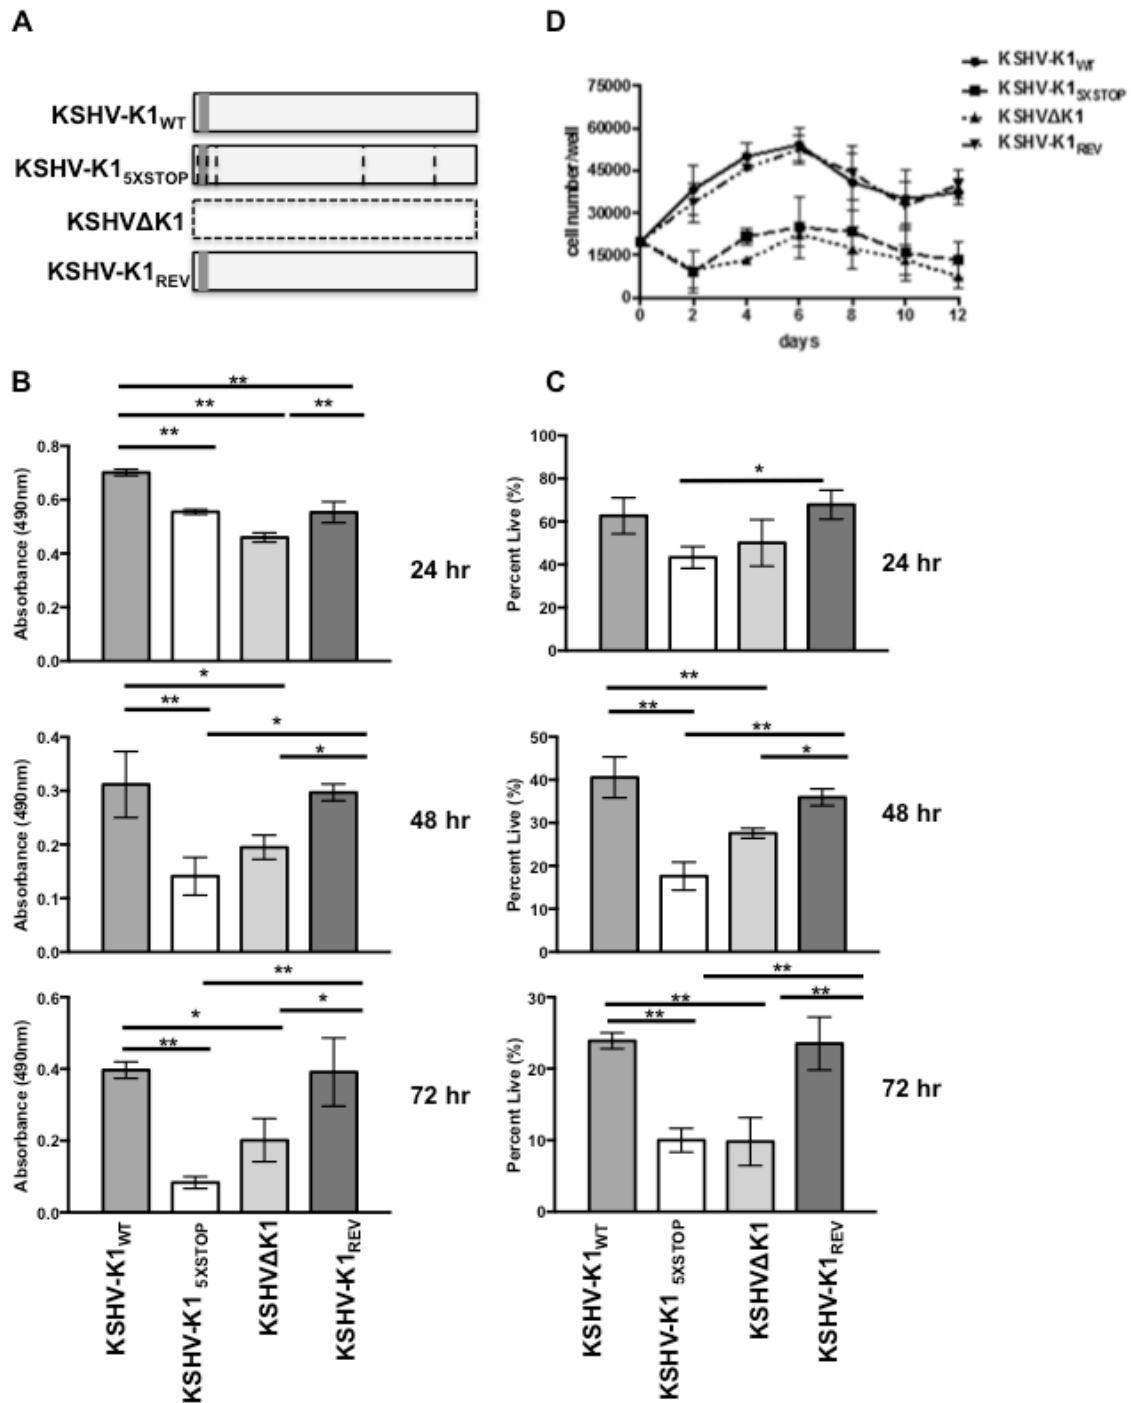 A
KSHV-K1WT
KSHV-K15XSTOP
KSHVΔK1
KSHV-K1REV
D
KSHV-K1WT
KSHV-K15XSTOP
KSHVΔK1
KSHV-K1REV
75000
60000
45000
30000
15000
0
cell number/well
0 2 4 6 8 10 12
days
B
**
** **
**
0.8
0.6
0.4
0.2
0.0
Absorbance (490nm)
24 hr
*
**
*
*
0.4
0.3
0.2
0.1
0.0
Absorbance (490nm)
48 hr
**
*
*
**
0.6
0.4
0.2
0.0
Absorbance (490nm)
72 hr
KSHV-K1WT
KSHV-K1 5XSTOP
KSHVΔK1
KSHV-K1REV
C
*
100
80
60
40
20
0
Percent Live (%)
24 hr
**
**
**
*
50
40
30
20
10
0
Percent Live (%)
48 hr
**
** **
**
30
20
10
0
Percent Live (%)
72 hr
KSHV-K1WT
KSHV-K1 5XSTOP
KSHVΔK1
KSHV-K1REV